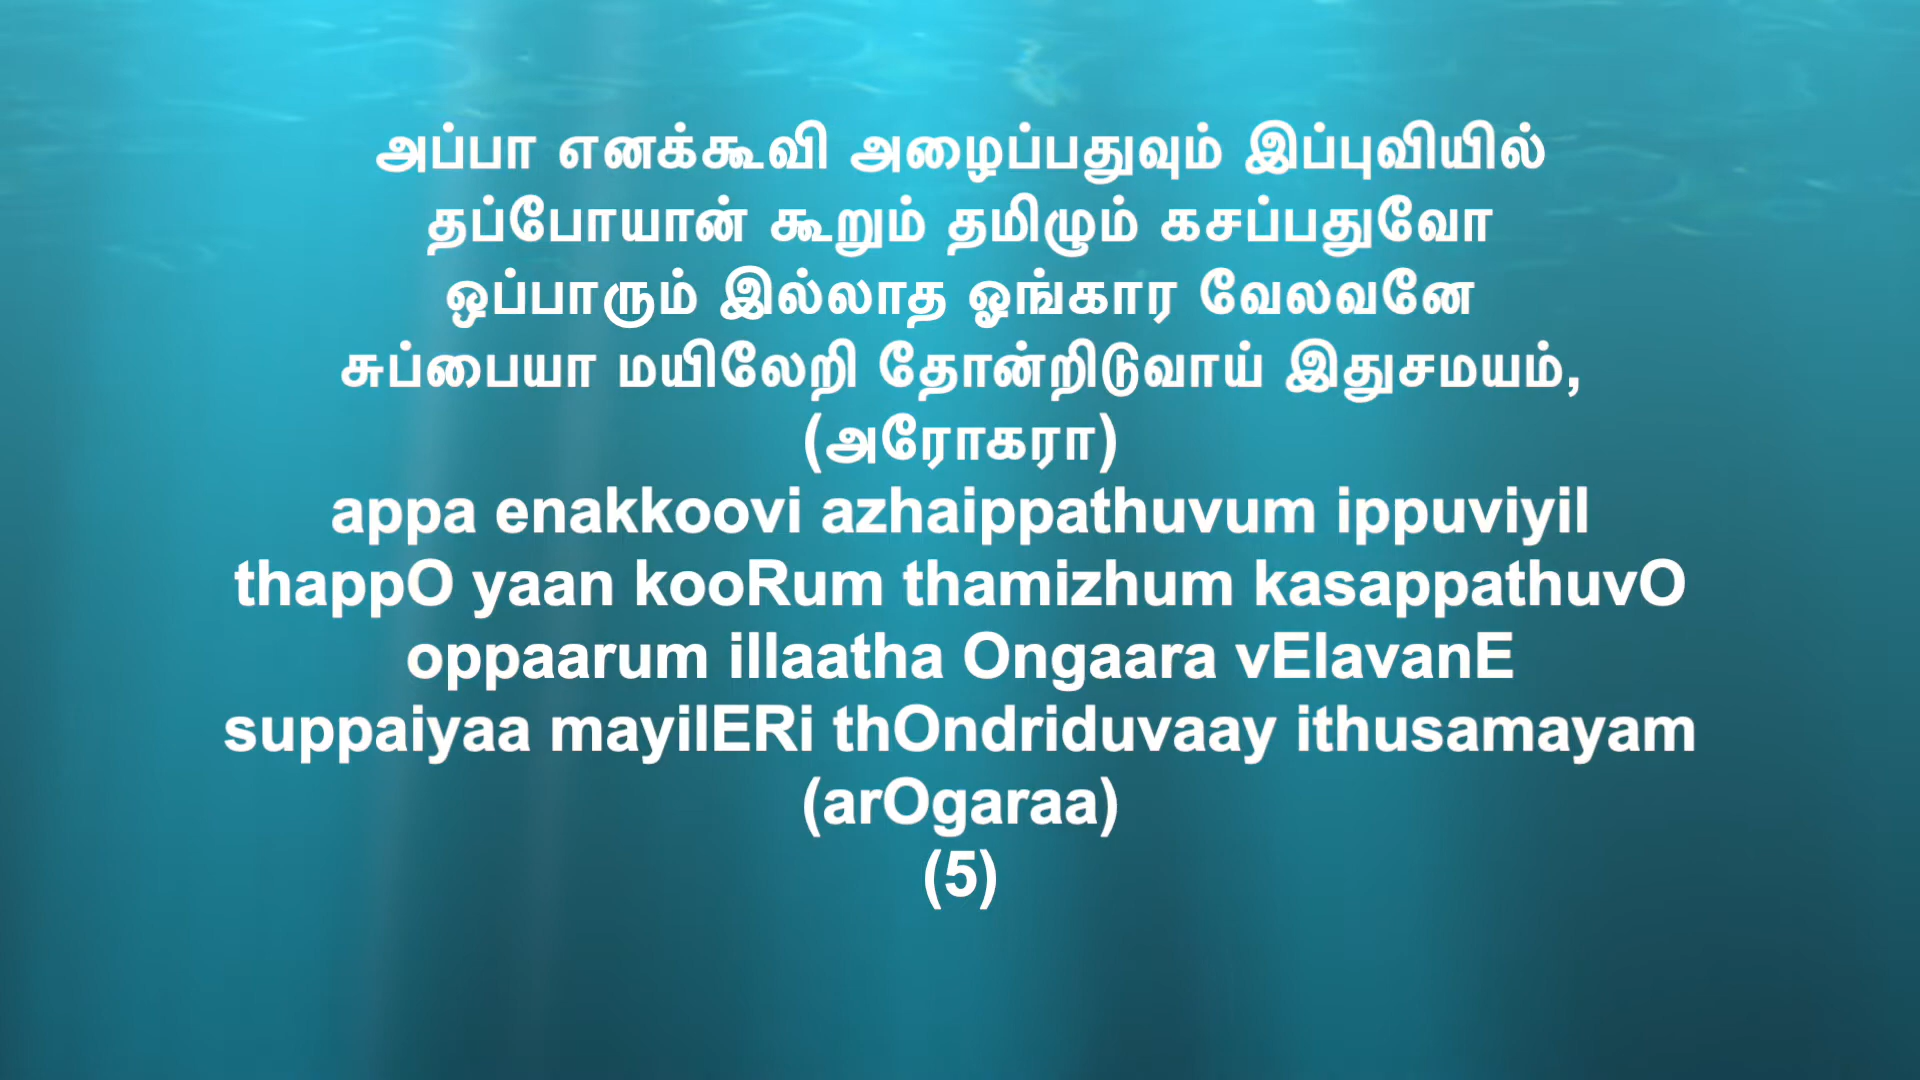 அப்பா எனக்கூவி அழைப்பதுவும் இப்புவியில்
தப்போயான் கூறும் தமிழும் கசப்பதுவோ
ஒப்பாரும் இல்லாத ஓங்கார வேலவனே
சுப்பையா மயிலேறி தோன்றிடுவாய் இதுசமயம்,
(அரோகரா)
appa enakkoovi azhaippathuvum ippuviyil
thappO yaan kooRum thamizhum kasappathuvO
oppaarum illaatha Ongaara vElavanE
suppaiyaa mayilERi thOndriduvaay ithusamayam
(arOgaraa)
(5)